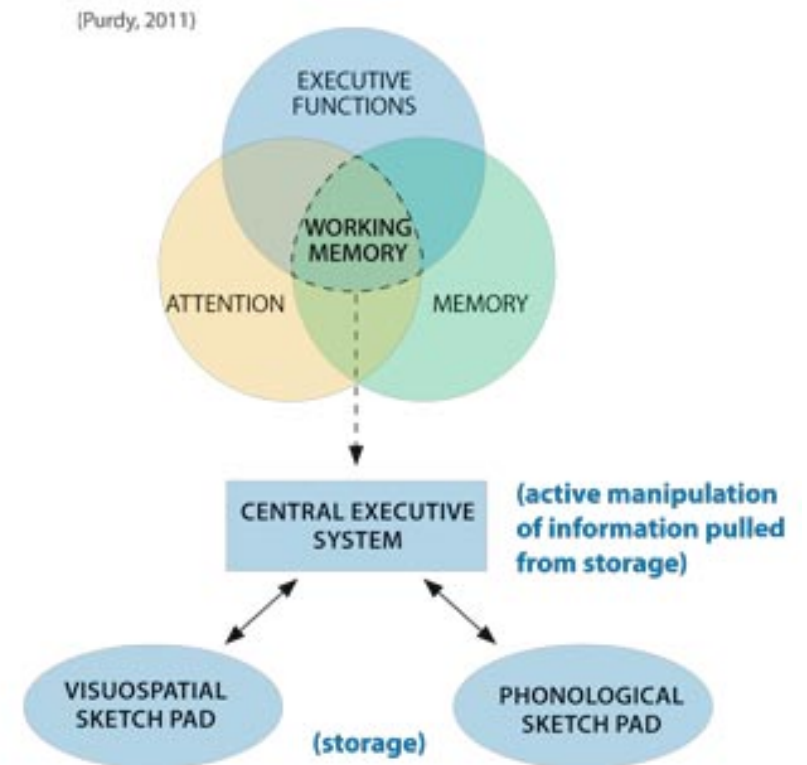 (Purdy, 2011)
EXECUTIVE
FUNCTIONS
WORKING
MEMORY
ATTENTION
MEMORY
CENTRAL EXECUTIVE
SYSTEM
(active manipulation
of information pulled
from storage)
VISUOSPATIAL
SKETCH PAD
PHONOLOGICAL
SKETCH PAD
(storage)